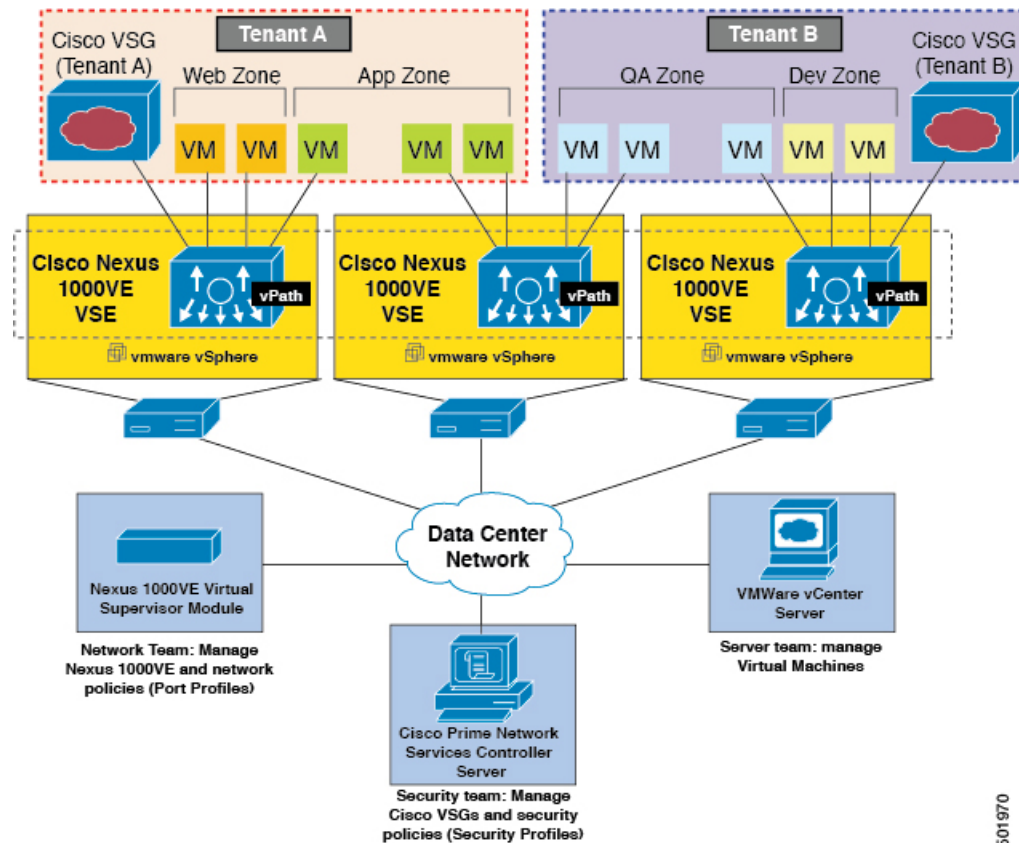 Tenant A
Tenant B
Cisco VSG
(Tenant A)
Web Zone
App Zone
QA Zone
Dev Zone
Cisco VSG
(Tenant B)
VM
VM
VM
VM
VM
VM
VM
VM
VM
VM
Cisco Nexus
1000VE
VSE
vPath
vmware vSphere
Cisco Nexus
1000VE
VSE
vPath
vmware vSphere
Cisco Nexus
1000VE
VSE
vPath
vmware vSphere
Data Center
Network
Nexus 1000VE Virtual
Supervisor Module
Network Team: Manage
Nexus 1000VE and network
policies (Port Profiles)
VMWare vCenter
Server
Server team: manage
Virtual Machines
Cisco Prime Network
Services Controller
Server
Security team: Manage
Cisco VSGs and security
policies (Security Profiles)
501970